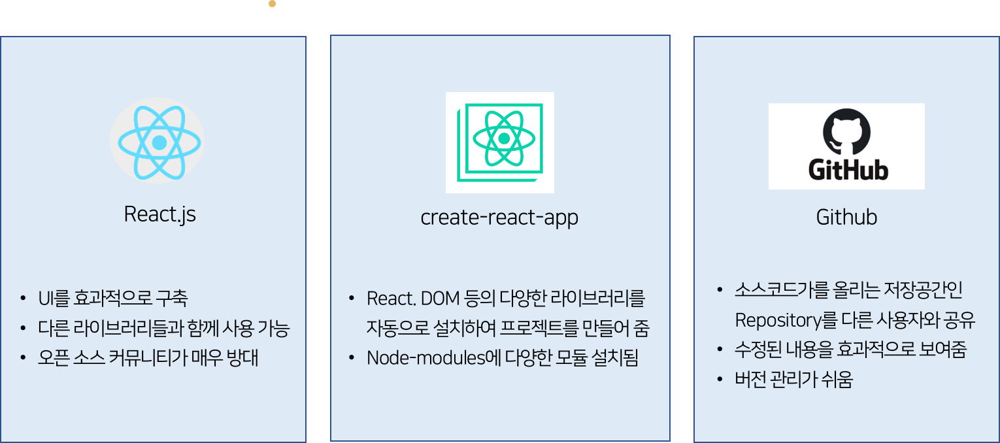 React.js
• UI를 효과적으로 구축
• 다른 라이브러리들과 함께 사용 가능
• 오픈 소스 커뮤니티가 매우 방대
create-react-app
• React. DOM 등의 다양한 라이브러리를
자동으로 설치하여 프로젝트를 만들어 줌
• Node-modules에 다양한 모듈 설치됨
GitHub
Github
• 소스코드가를 올리는 저장공간인
Repository를 다른 사용자와 공유
• 수정된 내용을 효과적으로 보여줌
• 버전 관리가 쉬움